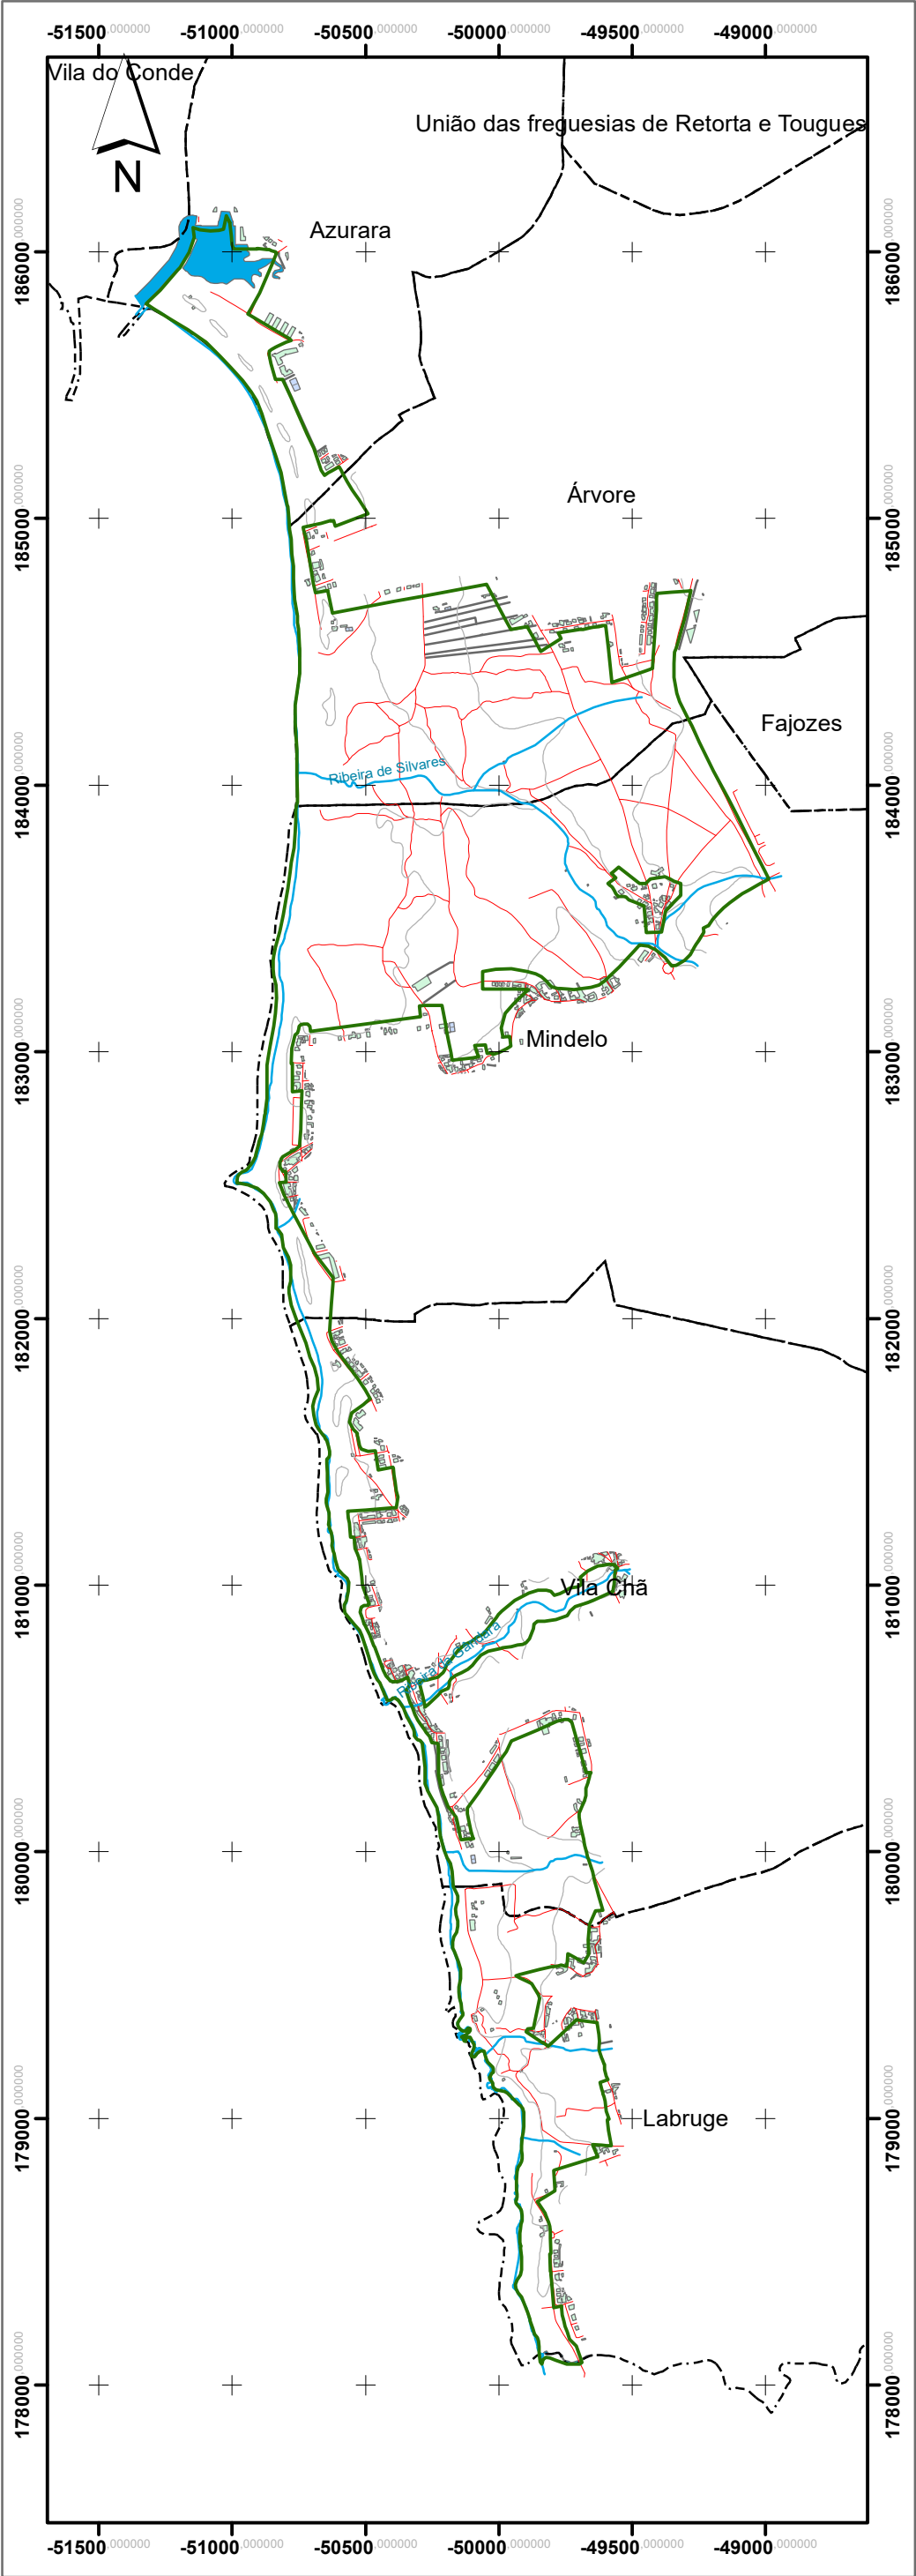 -51500.000000 -51000.000000 -50500.000000 -50000.000000 -49500.000000 -49000.000000
Vila do Conde
União das freguesias de Retorta e Tougues
N
Azurara
186000.000000 186000.000000
Árvore
185000.000000 185000.000000
Fajozes
Ribeira de Silvares
184000.000000 184000.000000
Mindelo
183000.000000 183000.000000
182000.000000 182000.000000
Vila Chã
181000.000000 181000.000000
Ribeira da Gândara
180000.000000 180000.000000
Labruge
179000.000000 179000.000000
178000.000000 178000.000000
-51500.000000 -51000.000000 -50500.000000 -50000.000000 -49500.000000 -49000.000000